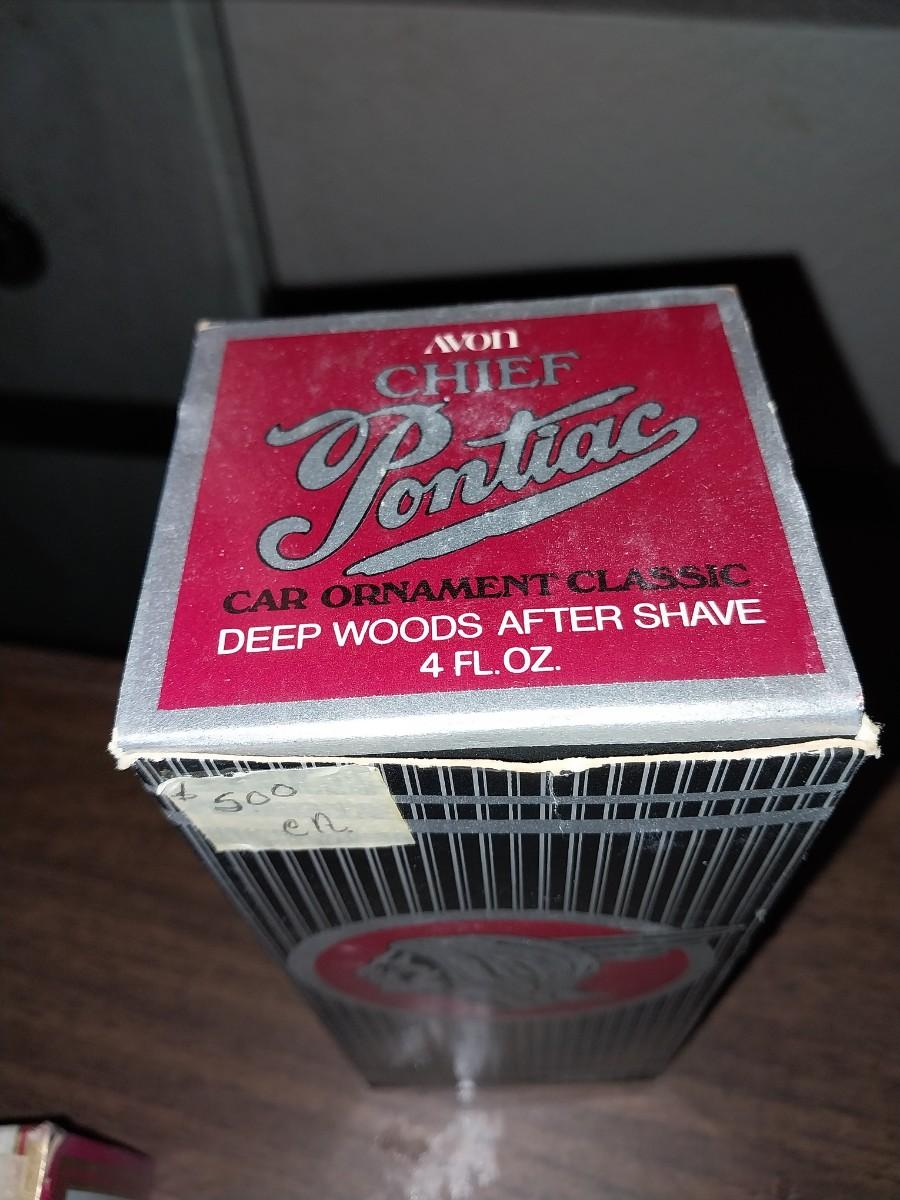 AVON
CHIEF
Pontiac
CAR ORNAMENT CLASSIC
DEEP WOODS AFTER SHAVE
4 FL.OZ.
$ 500
ea.